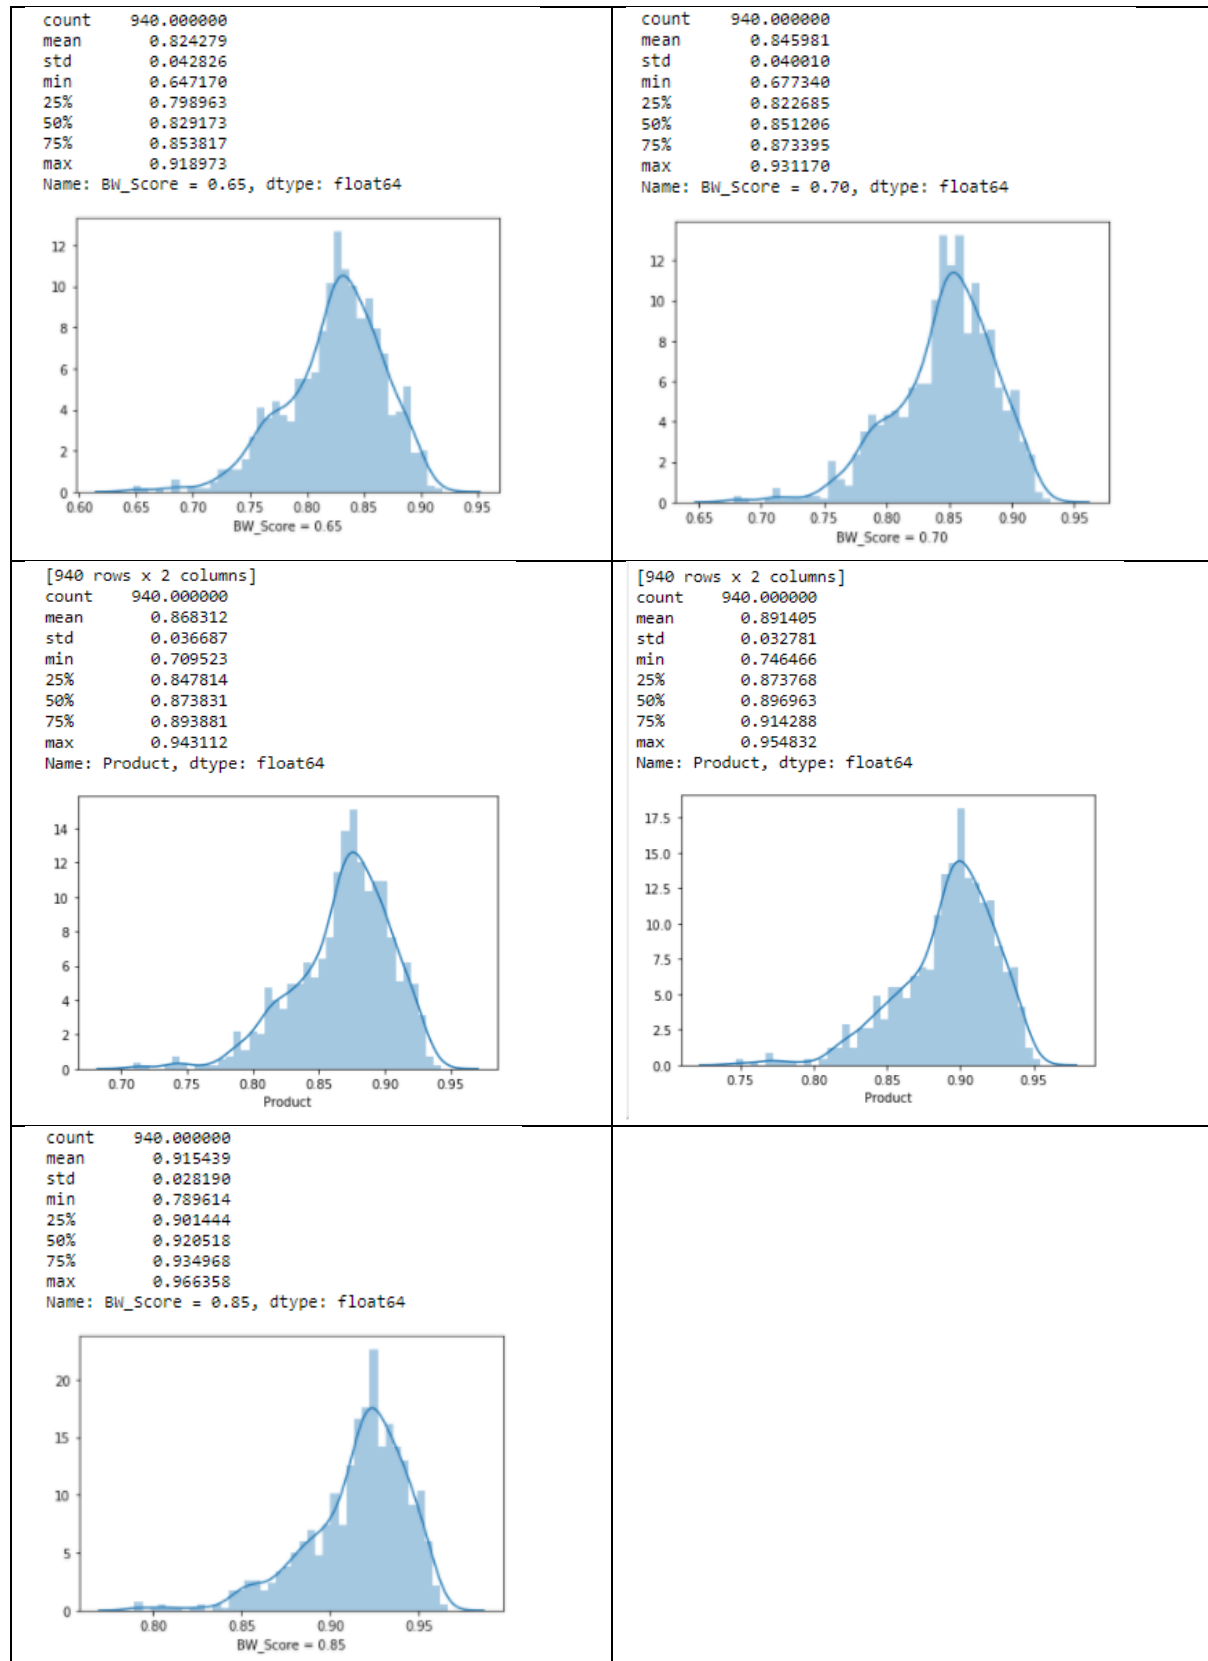 count 940.000000
mean 0.824279
std 0.042826
min 0.647170
25% 0.798963
50% 0.829173
75% 0.853817
max 0.918973
Name: BW_Score = 0.65, dtype: float64
12
10
8
6
4
2
0
0.60 0.65 0.70 0.75 0.80 0.85 0.90 0.95
BW_Score = 0.65
count 940.000000
mean 0.845981
std 0.040010
min 0.677340
25% 0.822685
50% 0.851206
75% 0.873395
max 0.931170
Name: BW_Score = 0.70, dtype: float64
12
10
8
6
4
2
0
0.65 0.70 0.75 0.80 0.85 0.90 0.95
BW_Score = 0.70
[940 rows x 2 columns]
count 940.000000
mean 0.868312
std 0.036687
min 0.709523
25% 0.847814
50% 0.873831
75% 0.893881
max 0.943112
Name: Product, dtype: float64
14
12
10
8
6
4
2
0
0.70 0.75 0.80 0.85 0.90 0.95
Product
[940 rows x 2 columns]
count 940.000000
mean 0.891405
std 0.032781
min 0.746466
25% 0.873768
50% 0.896963
75% 0.914288
max 0.954832
Name: Product, dtype: float64
17.5
15.0
12.5
10.0
7.5
5.0
2.5
0.0
0.75 0.80 0.85 0.90 0.95
Product
count 940.000000
mean 0.915439
std 0.028190
min 0.789614
25% 0.901444
50% 0.920518
75% 0.934968
max 0.966358
Name: BW_Score = 0.85, dtype: float64
20
15
10
5
0
0.80 0.85 0.90 0.95
BW_Score = 0.85